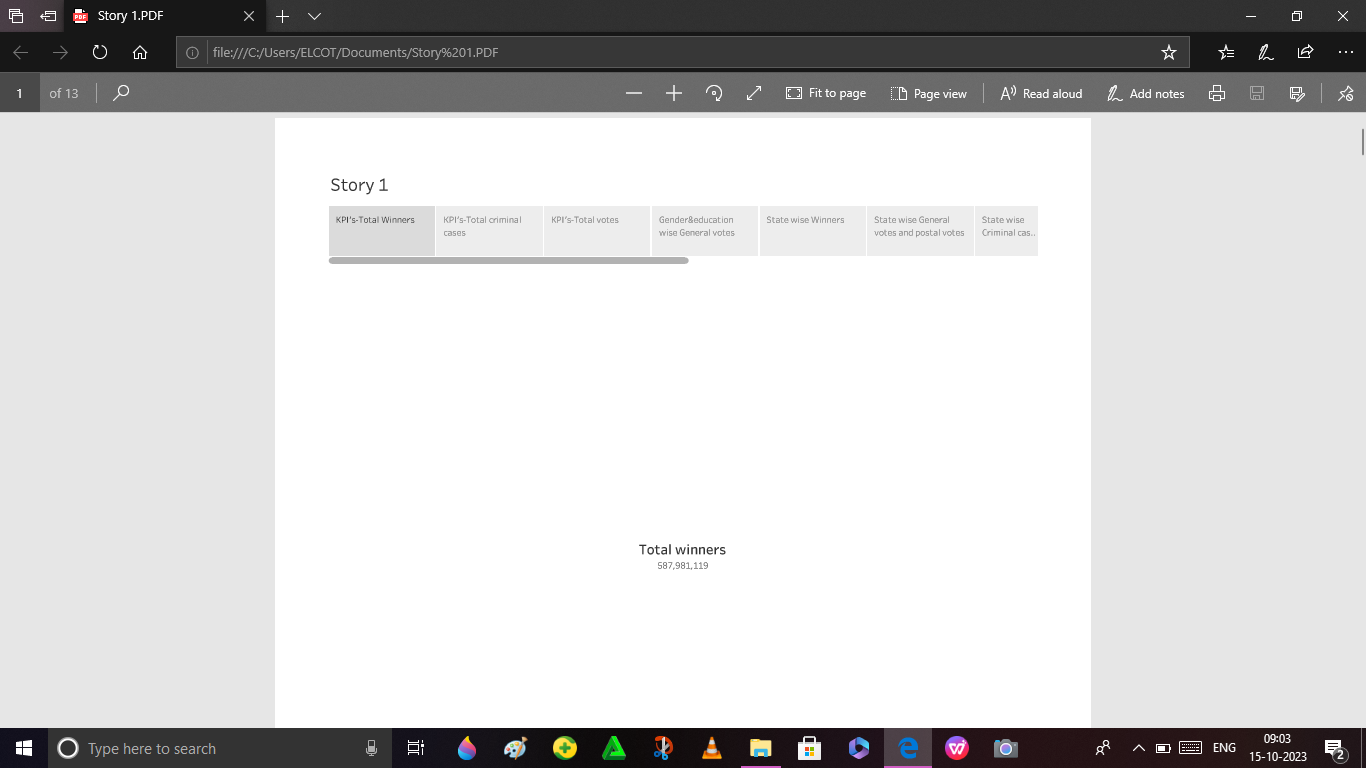 Story 1.PDF
file:///C:/Users/ELCOT/Documents/Story%201.PDF
1 of 13
Fit to page
Page view
Read aloud
Add notes
Story 1
KPI's-Total Winners
KPI's-Total criminal
cases
KPI's-Total votes
Gender&education
wise General votes
State wise Winners
State wise General
votes and postal votes
State wise
Criminal cas..
Total winners
587,981,119
Type here to search
ENG
09:03
15-10-2023
2